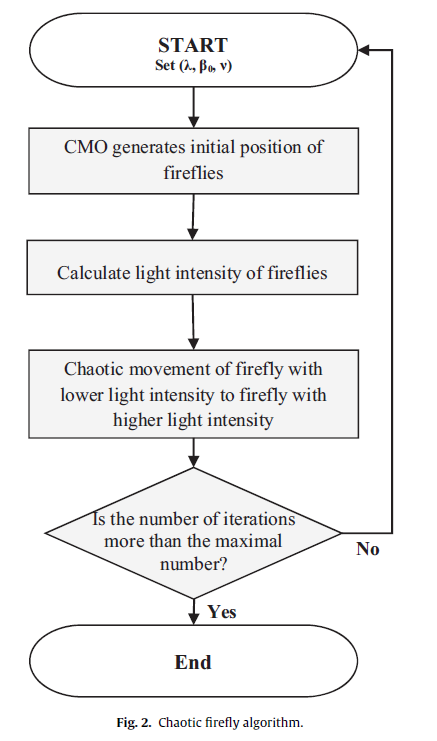 START
Set (λ, β₀, ν)
CMO generates initial position of
fireflies
Calculate light intensity of fireflies
Chaotic movement of firefly with
lower light intensity to firefly with
higher light intensity
Is the number of iterations
more than the maximal
number?
No
Yes
End
Fig. 2. Chaotic firefly algorithm.